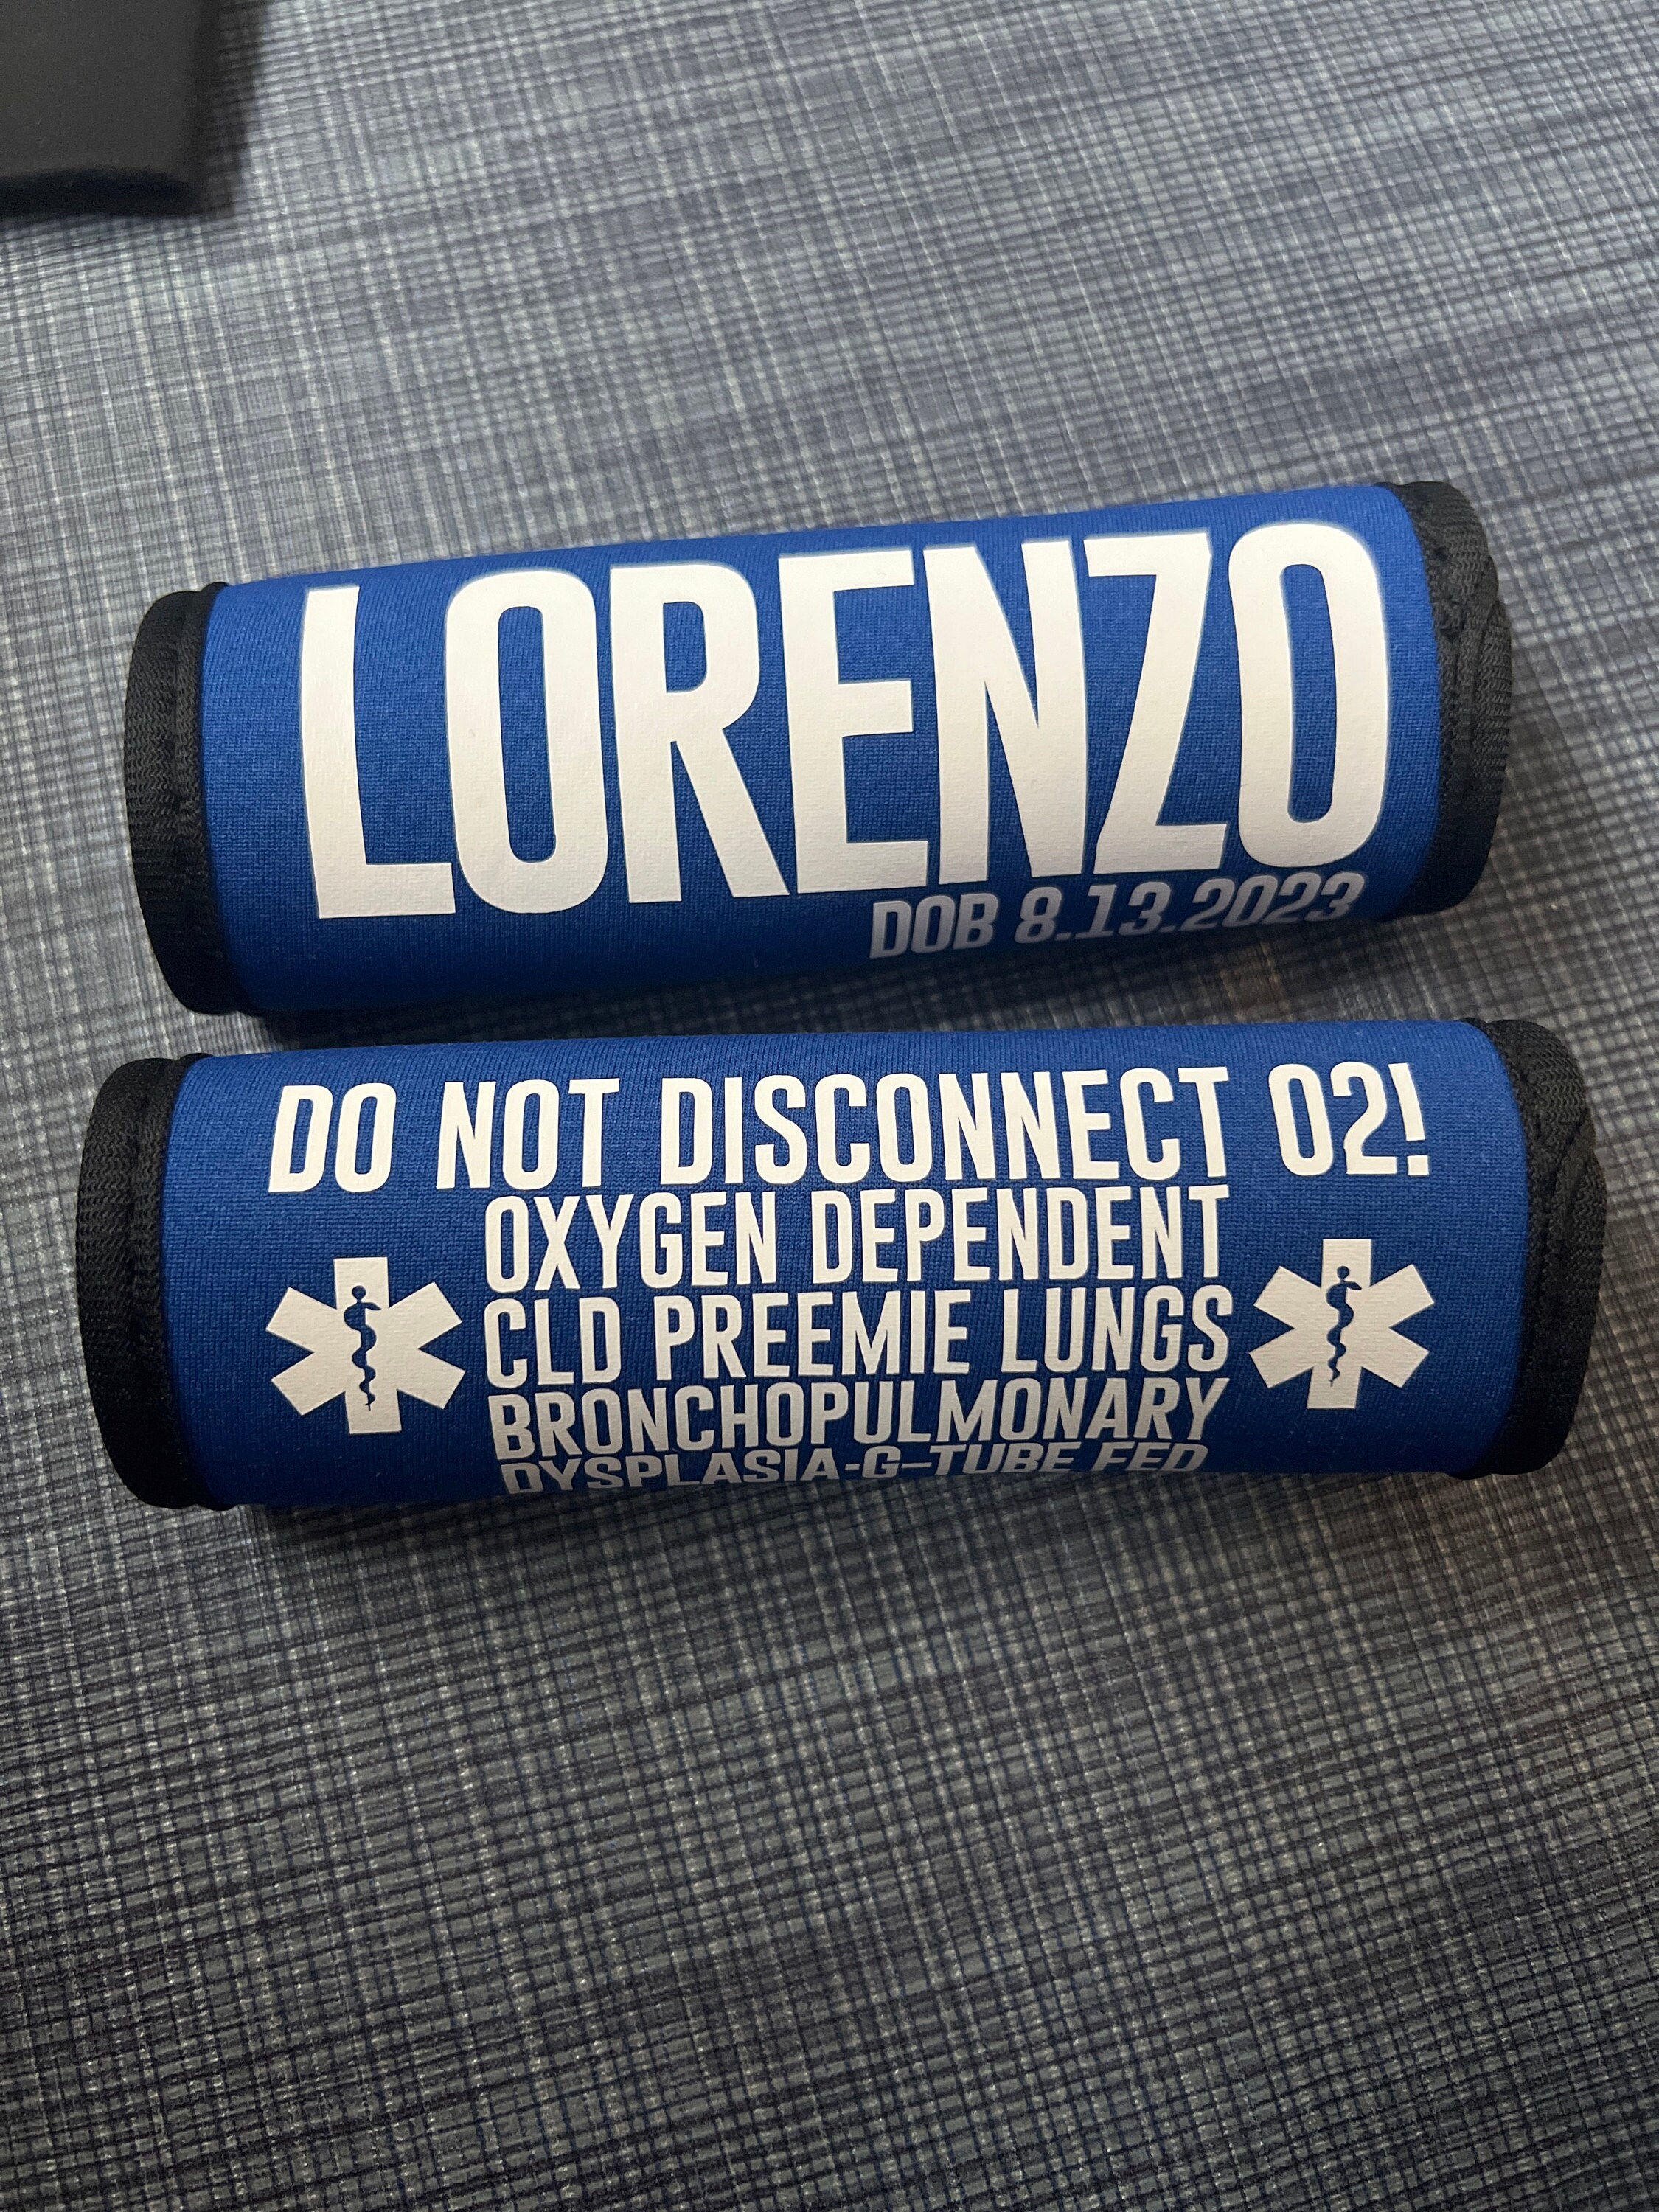 LORENZO
DOB 8.13.2023
DO NOT DISCONNECT O2!
OXYGEN DEPENDENT
CLD PREEMIE LUNGS
BRONCHOPULMONARY
DYSPLASIA-G-TUBE FED